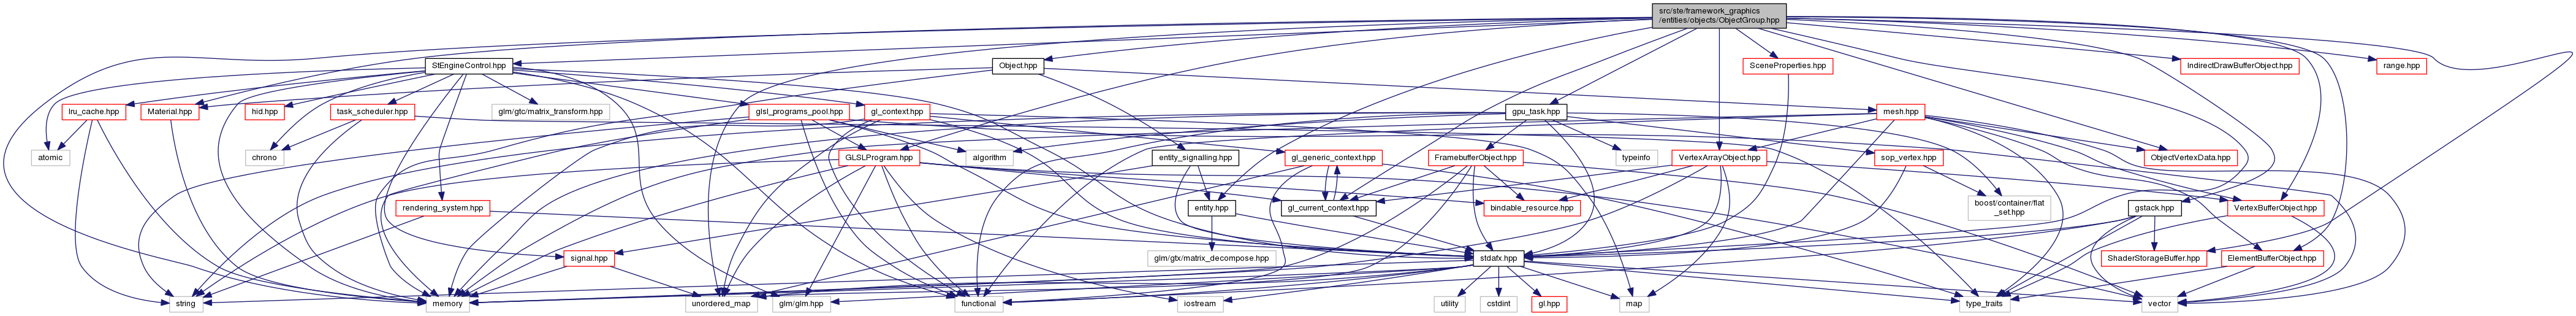 src/ste/framework_graphics
/entities/objects/ObjectGroup.hpp
StEngineControl.hpp
Object.hpp
SceneProperties.hpp
IndirectDrawBufferObject.hpp
range.hpp
lru_cache.hpp
Material.hpp
hid.hpp
task_scheduler.hpp
glm/gtc/matrix_transform.hpp
glsl_programs_pool.hpp
gl_context.hpp
gpu_task.hpp
mesh.hpp
atomic
chrono
GLSLProgram.hpp
algorithm
entity_signalling.hpp
gl_generic_context.hpp
FramebufferObject.hpp
typeinfo
VertexArrayObject.hpp
sop_vertex.hpp
ObjectVertexData.hpp
rendering_system.hpp
entity.hpp
gl_current_context.hpp
bindable_resource.hpp
boost/container/flat
_set.hpp
gstack.hpp
VertexBufferObject.hpp
signal.hpp
glm/gtx/matrix_decompose.hpp
stdafx.hpp
ShaderStorageBuffer.hpp
ElementBufferObject.hpp
string
memory
unordered_map
glm/glm.hpp
functional
iostream
utility
cstdint
gl.hpp
map
type_traits
vector